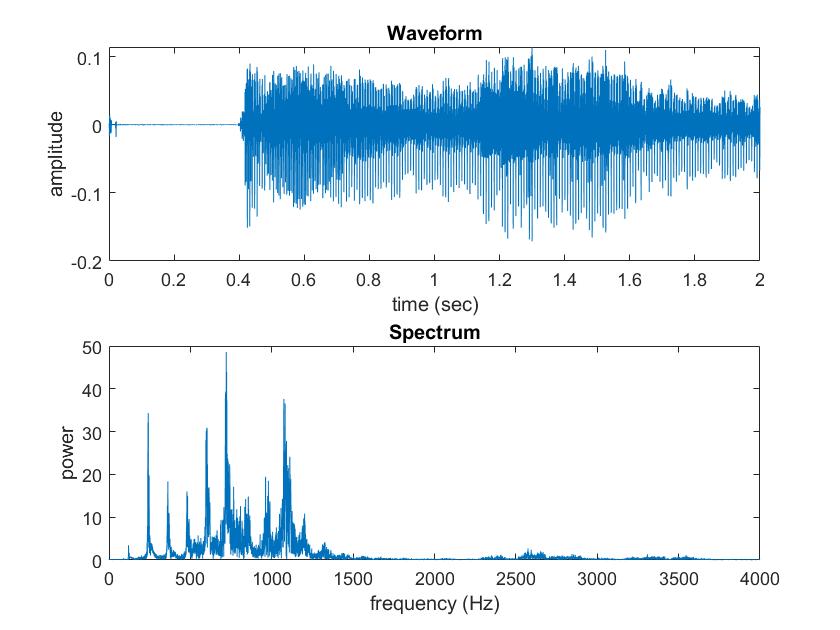 Waveform
0.1
0
-0.1
-0.2
amplitude
0 0.2 0.4 0.6 0.8 1 1.2 1.4 1.6 1.8 2
time (sec)
Spectrum
50
40
30
20
10
0
power
0 500 1000 1500 2000 2500 3000 3500 4000
frequency (Hz)